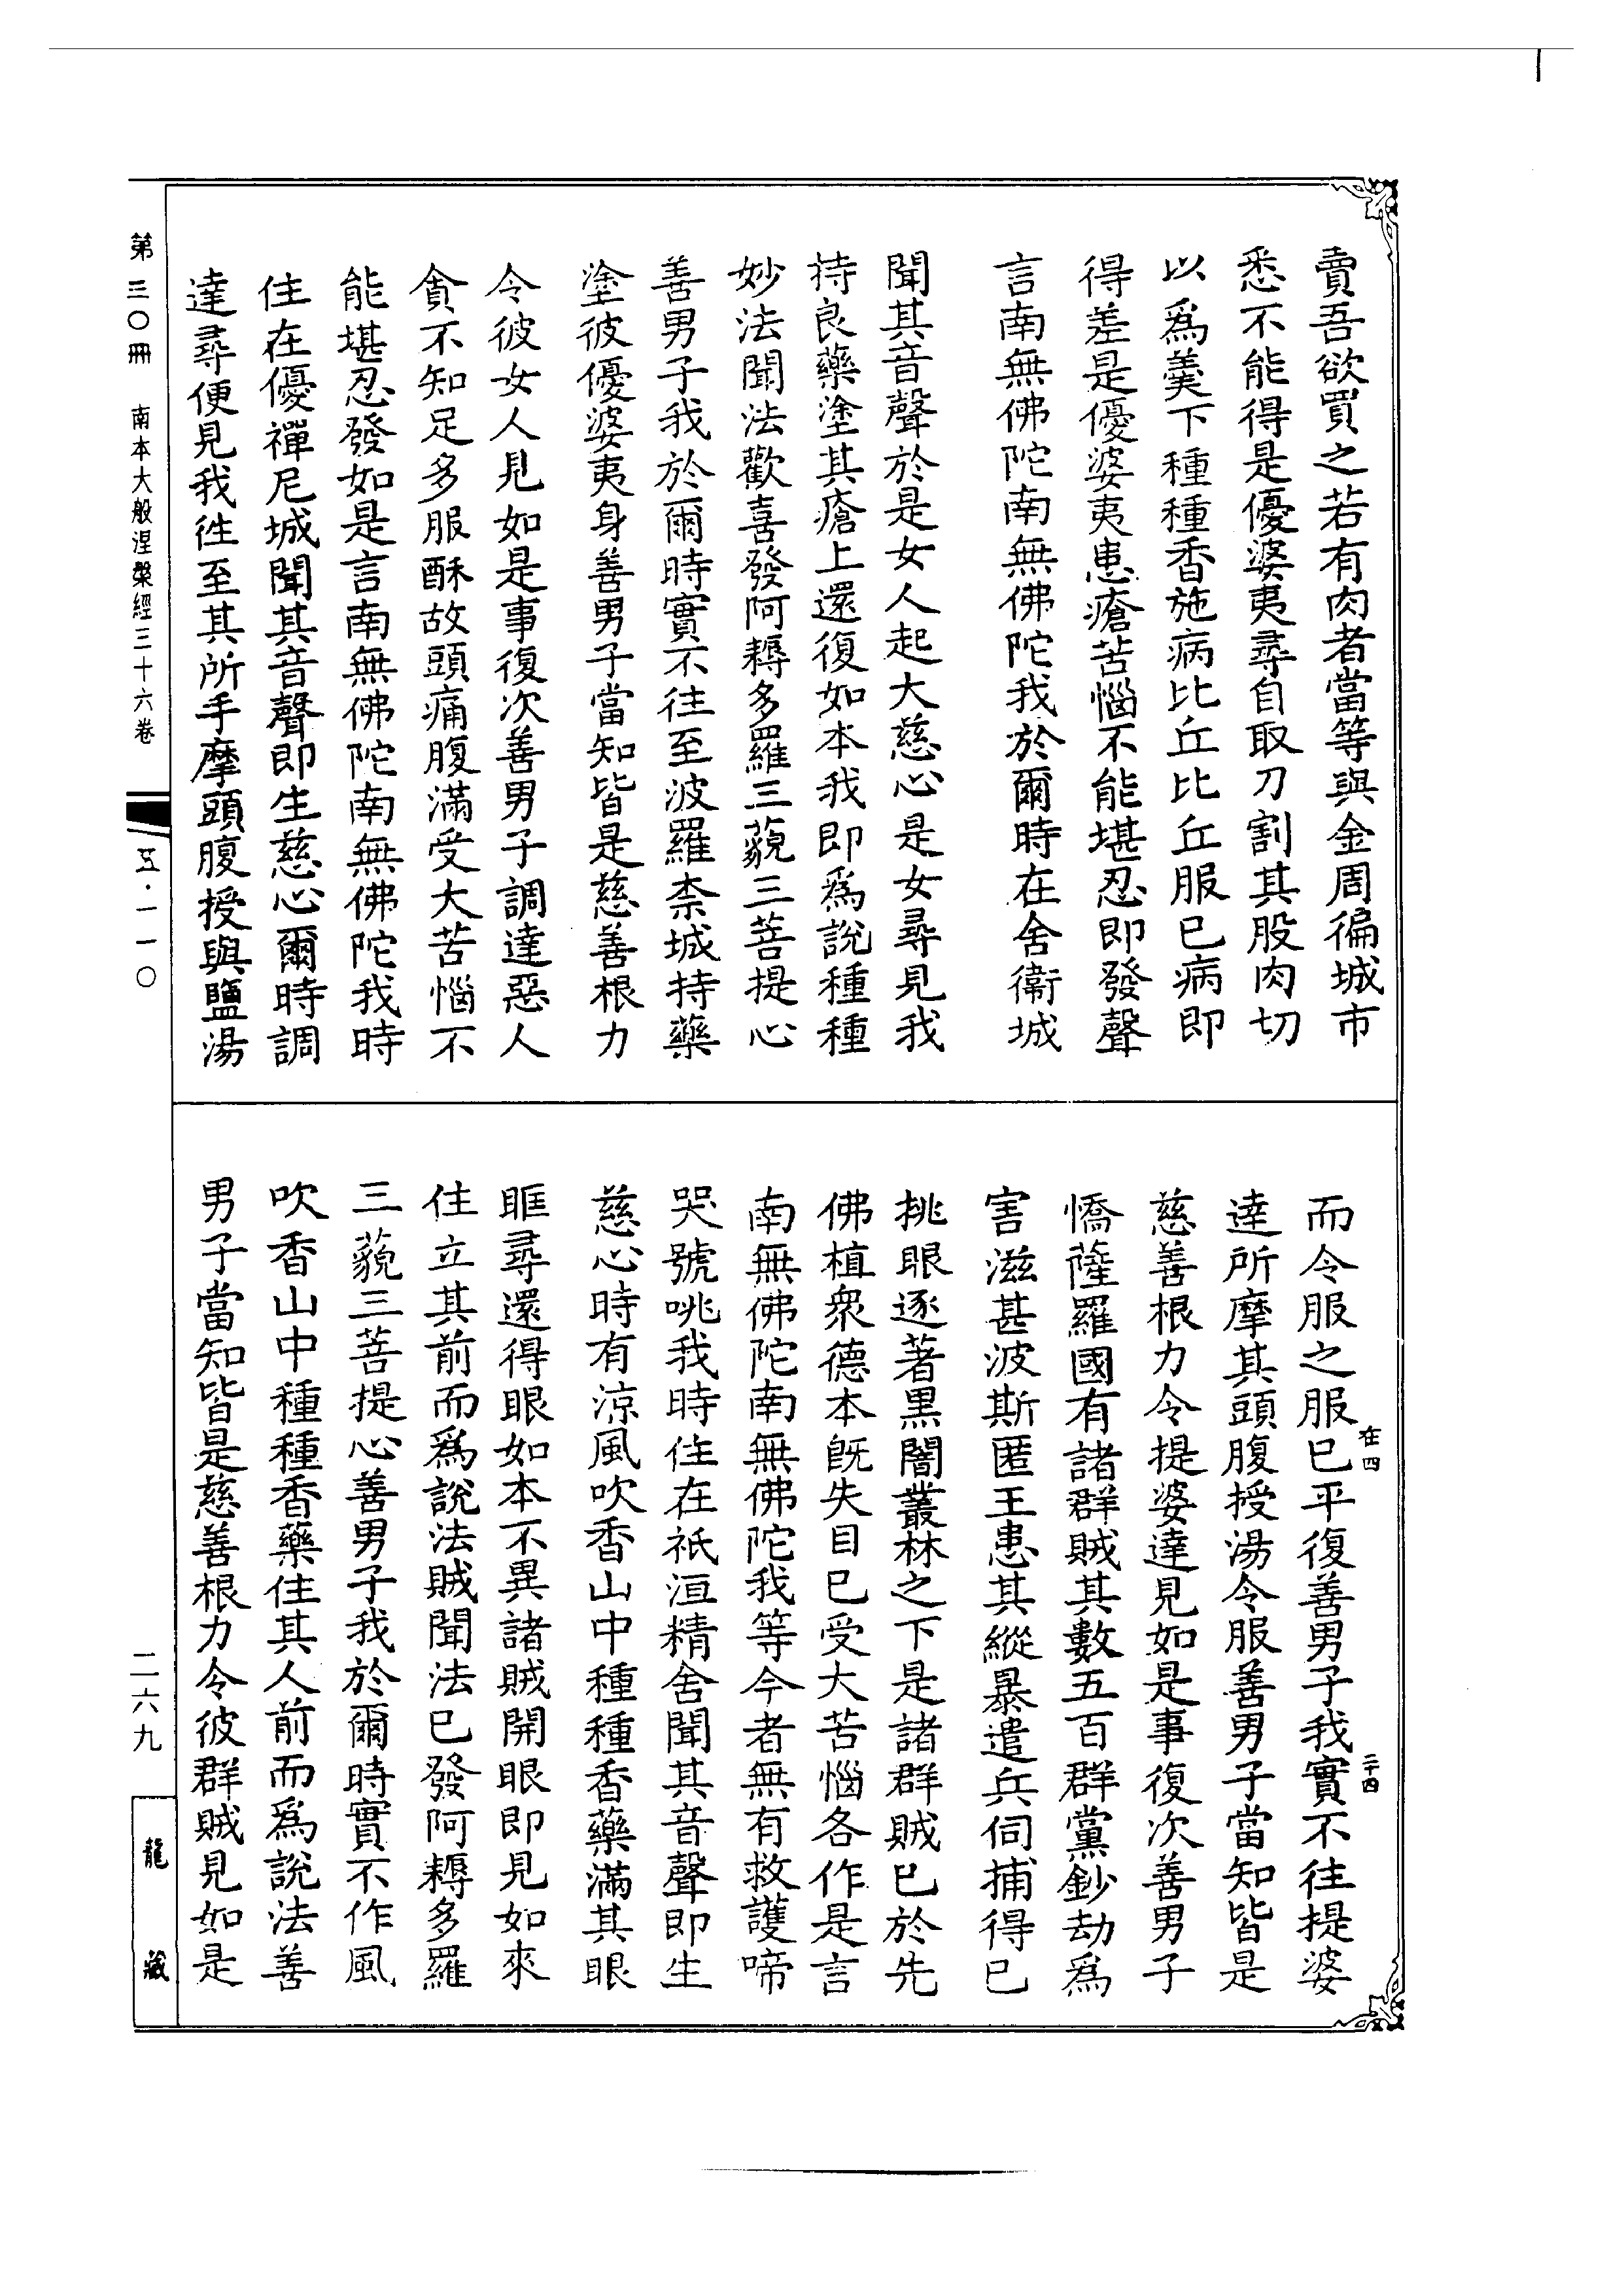 賣吾欲買之若有肉者當等與金周徧城市
悉不能得是優婆夷尋自取刀割其股肉切
以爲羹下種種香施病比丘比丘服已病即
得差是優婆夷患瘡苦惱不能堪忍即發聲
言南無佛陀南無佛陀我於爾時在舍衞城
聞其音聲於是女人起大慈心是女尋見我
持良藥塗其瘡上還復如本我即爲說種種
妙法聞法歡喜發阿耨多羅三藐三菩提心
善男子我於爾時實不往至波羅柰城持藥
塗彼優婆夷身善男子當知皆是慈善根力
令彼女人見如是事復次善男子調達惡人
貪不知足多服酥故頭痛腹滿受大苦惱不
能堪忍發如是言南無佛陀南無佛陀我時
住在優禪尼城聞其音聲即生慈心爾時調
達尋便見我徃至其所手摩頭腹授與鹽湯
而令服之服已平復善男子我實不往提婆
達所摩其頭腹授湯令服善男子當知皆是
慈善根力令提婆達見如是事復次善男子
憍薩羅國有諸群賊其數五百群黨鈔劫爲
害滋甚波斯匿王患其縱暴遣兵伺捕得已
挑眼逐著黑闇叢林之下是諸群賊已於先
佛植衆德本旣失目已受大苦惱各作是言
南無佛陀南無佛陀我等今者無有救護啼
哭號咷我時住在祇洹精舍聞其音聲即生
慈心時有涼風吹香山中種種香藥滿其眼
眶尋還得眼如本不異諸賊開眼即見如來
住立其前而爲說法賊聞法已發阿耨多羅
三藐三菩提心善男子我於爾時實不作風
吹香山中種種香藥住其人前而爲說法善
男子當知皆是慈善根力令彼群賊見如是
在四
二十四
第三〇冊 南本大般涅槃經三十六卷
五·一一〇
二六九
龍藏